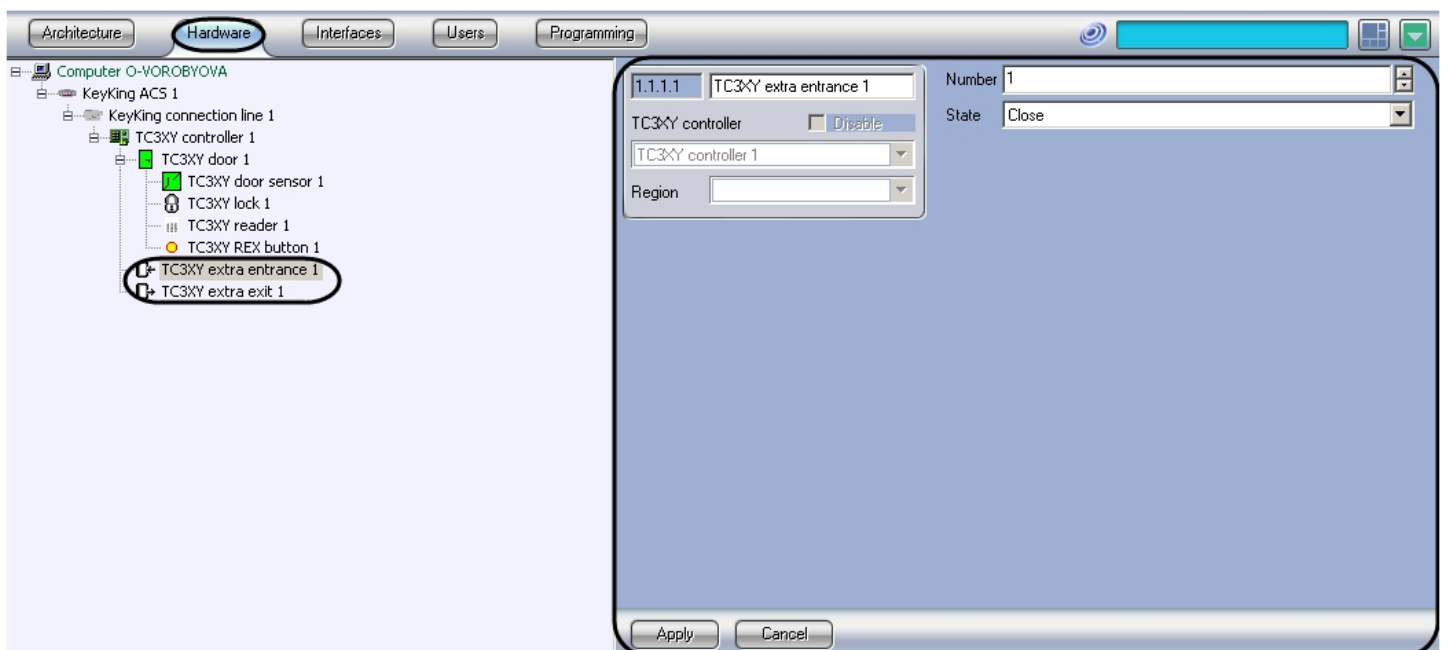 Architecture Hardware Interfaces Users Programming
Computer O-VOROBYOVA
KeyKing ACS 1
KeyKing connection line 1
TC3XY controller 1
TC3XY door 1
TC3XY door sensor 1
TC3XY lock 1
TC3XY reader 1
TC3XY REX button 1
TC3XY extra entrance 1
TC3XY extra exit 1
1.1.1.1 TC3XY extra entrance 1
TC3XY controller Disable
TC3XY controller 1
Region
Number 1
State Close
Apply Cancel